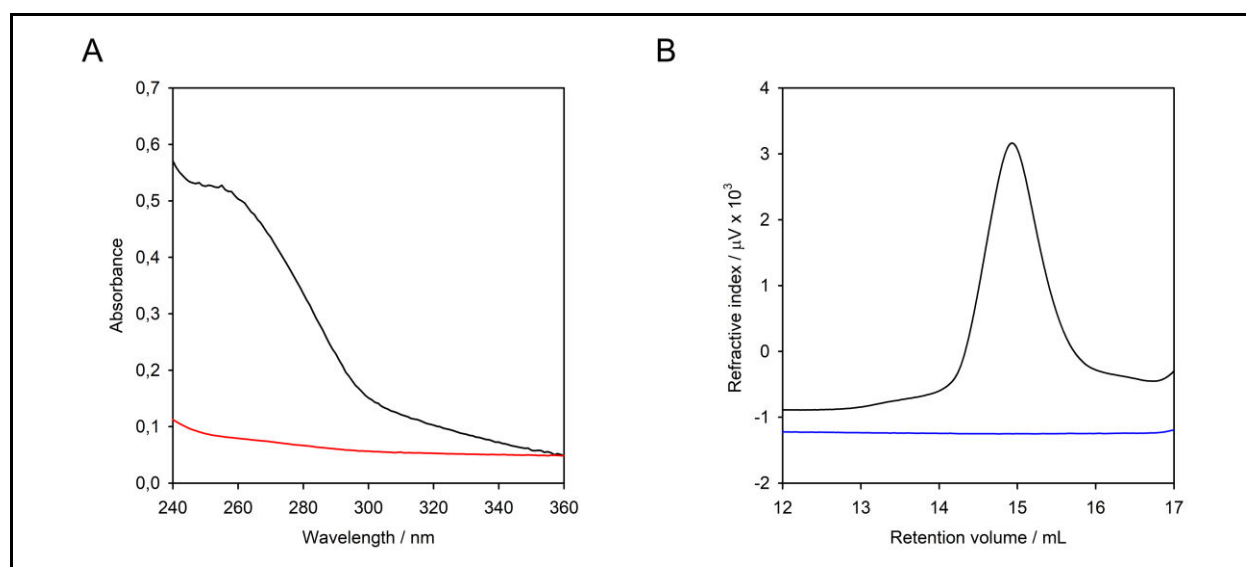 A
0,7
0,6
0,5
0,4
0,3
0,2
0,1
0,0
Absorbance
240 260 280 300 320 340 360
Wavelength / nm
B
4
3
2
1
0
-1
-2
Refractive index / μV x 10³
12 13 14 15 16 17
Retention volume / mL